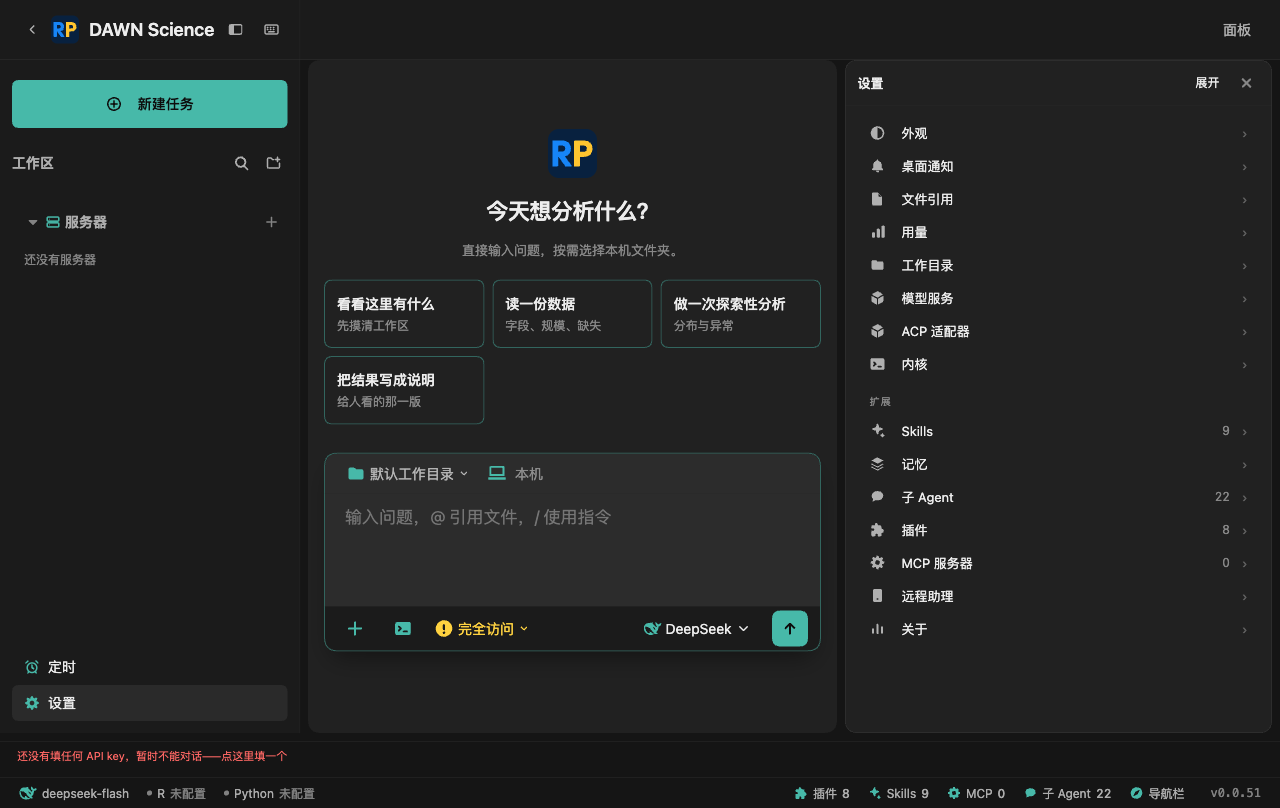 RP DAWN Science
面板
新建任务
工作区
服务器
还没有服务器
定时
设置
RP
今天想分析什么?
直接输入问题，按需选择本机文件夹。
看看这里有什么
先摸清工作区
读一份数据
字段、规模、缺失
做一次探索性分析
分布与异常
把结果写成说明
给人看的那一版
默认工作目录 本机
输入问题，@ 引用文件，/ 使用指令
完全访问 DeepSeek
设置 展开
外观
桌面通知
文件引用
用量
工作目录
模型服务
ACP 适配器
内核
扩展
Skills 9
记忆
子 Agent 22
插件 8
MCP 服务器 0
远程助理
关于
还没有填任何 API key，暂时不能对话——点这里填一个
deepseek-flash R 未配置 Python 未配置 插件 8 Skills 9 MCP 0 子 Agent 22 导航栏 v0.0.51